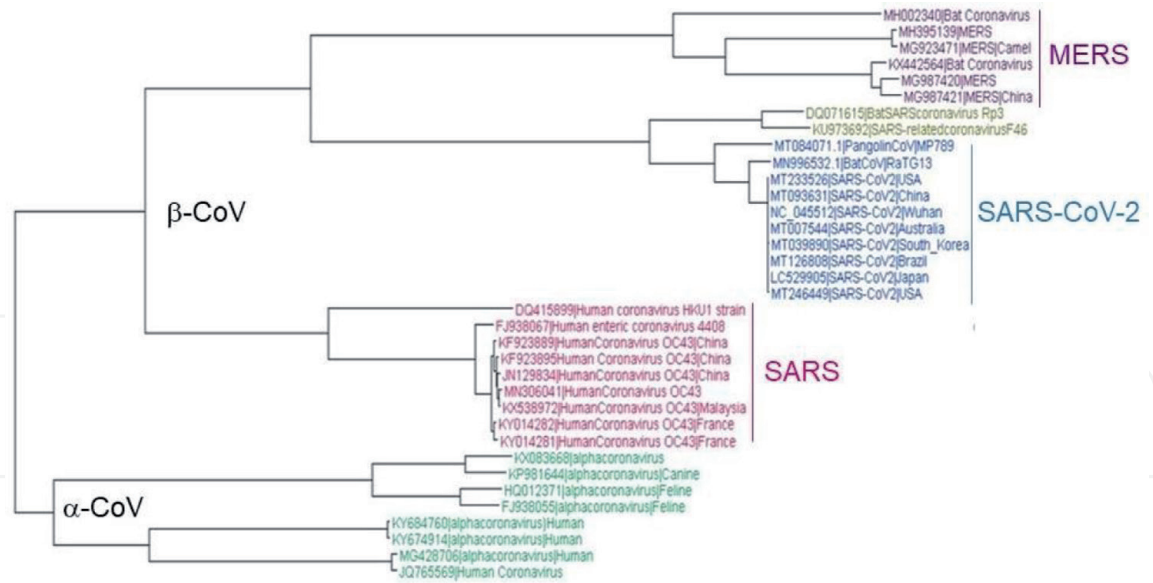 MH002340|Bat Coronavirus
MH395139|MERS
MG923471|MERS|Camel
KX442564|Bat Coronavirus
MG987420|MERS
MG987421|MERS|China
MERS
DQ071615|BatSARScoronavirus Rp3
KU973692|SARS-relatedcoronavirusF46
MT084071.1|PangolinCoV|MP789
MN996532.1|BatCoV|RaTG13
MT233526|SARS-CoV2|USA
MT093631|SARS-CoV2|China
NC_045512|SARS-CoV2|Wuhan
MT007544|SARS-CoV2|Australia
MT039890|SARS-CoV2|South_Korea
MT126808|SARS-CoV2|Brazil
LC529905|SARS-CoV2|Japan
MT246449|SARS-CoV2|USA
SARS-CoV-2
β-CoV
DQ415899|Human coronavirus HKU1 strain
FJ938067|Human enteric coronavirus 4408
KF923889|HumanCoronavirus OC43|China
KF923895Human Coronavirus OC43|China
JN129834|HumanCoronavirus OC43|China
MN306041|HumanCoronavirus OC43
KX538972|HumanCoronavirus OC43|Malaysia
KY014282|HumanCoronavirus OC43|France
KY014281|HumanCoronavirus OC43|France
SARS
KX083668|alphacoronavirus
KP981644|alphacoronavirus|Canine
HQ012371|alphacoronavirus|Feline
FJ938055|alphacoronavirus|Feline
α-CoV
KY684760|alphacoronavirus|Human
KY674914|alphacoronavirus|Human
MG428706|alphacoronavirus|Human
JQ765569|Human Coronavirus